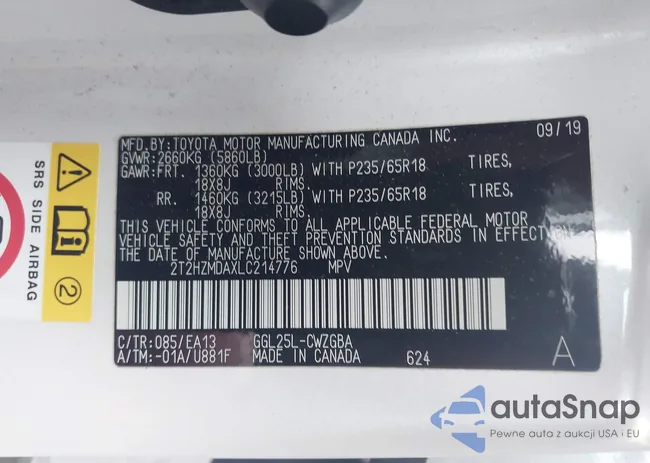 MFD.BY:TOYOTA MOTOR MANUFACTURING CANADA INC. 09/19
GVWR:2660KG (5860LB)
GAWR:FRT. 1360KG (3000LB) WITH P235/65R18 TIRES,
18X8J RIMS.
RR. 1460KG (3215LB) WITH P235/65R18 TIRES,
18X8J RIMS.
THIS VEHICLE CONFORMS TO ALL APPLICABLE FEDERAL MOTOR
VEHICLE SAFETY AND THEFT PREVENTION STANDARDS IN EFFECT ON
THE DATE OF MANUFACTURE SHOWN ABOVE.
2T2HZMDAXLC214776 MPV
C/TR:085/EA13 GGL25L-CWZGBA
A/TM:-01A/U881F MADE IN CANADA 624
A
SRS SIDE AIRBAG
2
autaSnap
Pewne auta z aukcji USA i EU